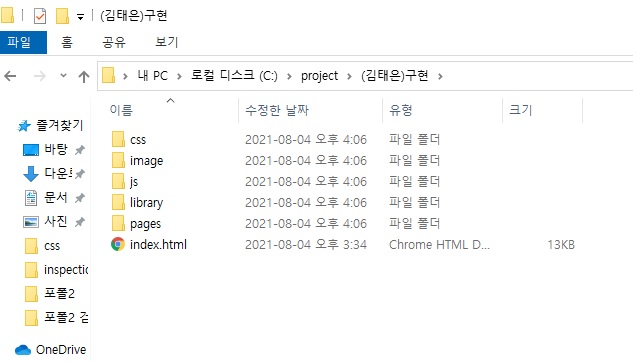 (김태은)구현
파일 홈 공유 보기
내 PC > 로컬 디스크 (C:) > project > (김태은)구현 >
이름 수정한 날짜 유형 크기
즐겨찾기
바탕
다운로
문서
사진
css
inspectic
포폴2
포폴2 검
OneDrive
css 2021-08-04 오후 4:06 파일 폴더
image 2021-08-04 오후 4:06 파일 폴더
js 2021-08-04 오후 4:06 파일 폴더
library 2021-08-04 오후 4:06 파일 폴더
pages 2021-08-04 오후 4:06 파일 폴더
index.html 2021-08-04 오후 3:34 Chrome HTML D... 13KB